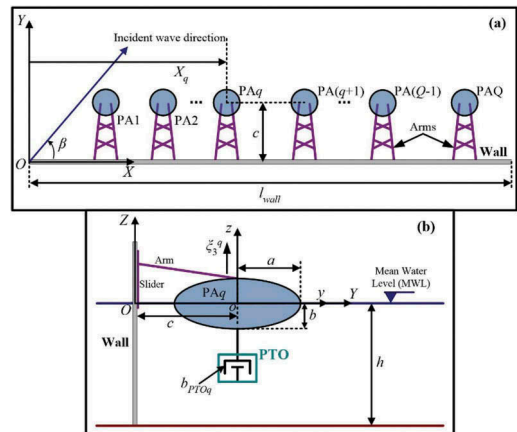 Y
(a)
Incident wave direction
X_q
PA1
PA2
...
PAq
PA(q+1)
...
PA(Q-1)
PAQ
c
Arms
β
Wall
O
X
l_wall
Z
z
(b)
Arm
ξ_3^q
a
Slider
PAq
Mean Water
Level (MWL)
O
o
y
Y
c
b
Wall
PTO
h
b_PTOq